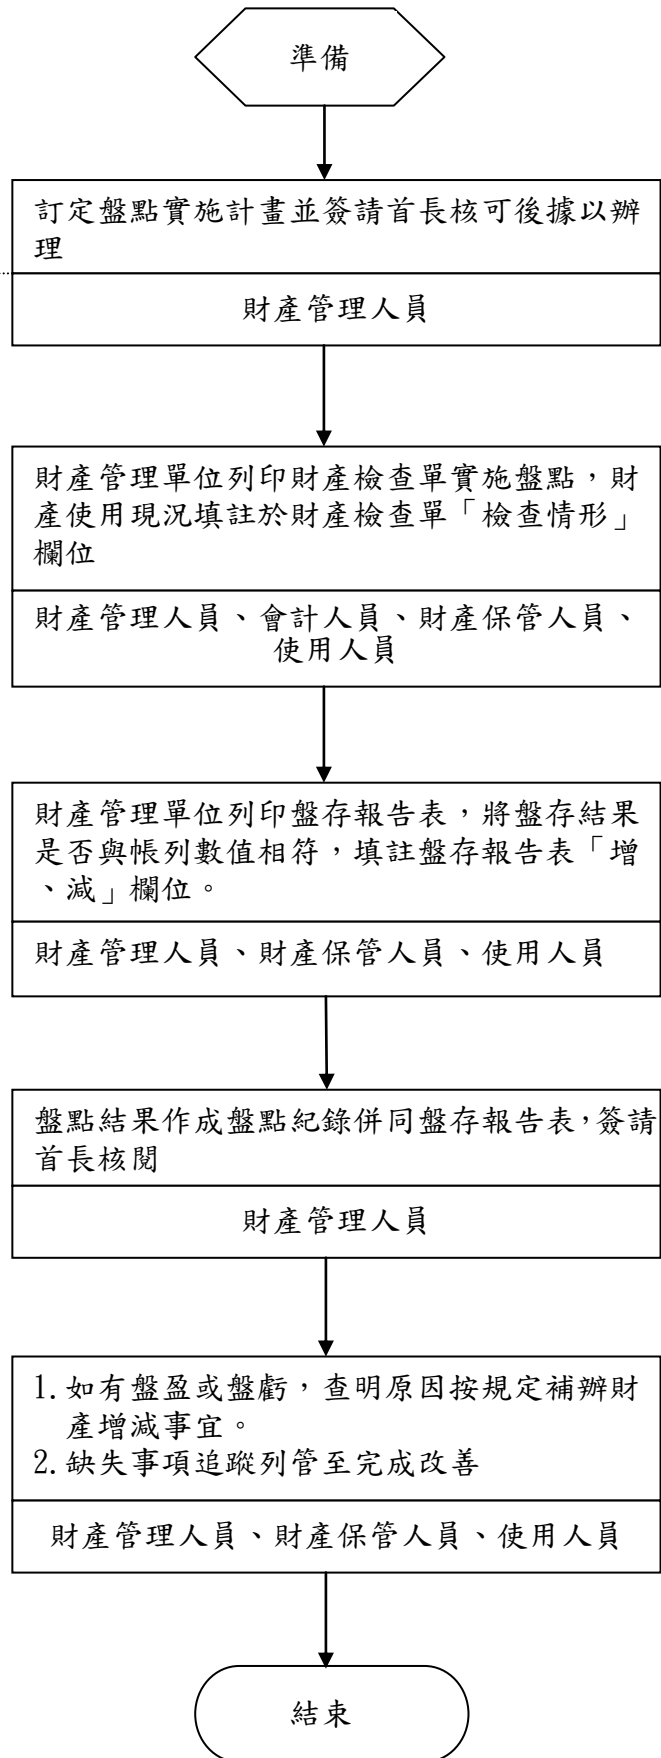 準備
訂定盤點實施計畫並簽請首長核可後據以辦
理
財產管理人員
財產管理單位列印財產檢查單實施盤點，財
產使用現況填註於財產檢查單「檢查情形」
欄位
財產管理人員、會計人員、財產保管人員、
使用人員
財產管理單位列印盤存報告表，將盤存結果
是否與帳列數值相符，填註盤存報告表「增
、減」欄位。
財產管理人員、財產保管人員、使用人員
盤點結果作成盤點紀錄併同盤存報告表，簽請
首長核閱
財產管理人員
1. 如有盤盈或盤虧，查明原因按規定補辦財
產增減事宜。
2. 缺失事項追蹤列管至完成改善
財產管理人員、財產保管人員、使用人員
結束